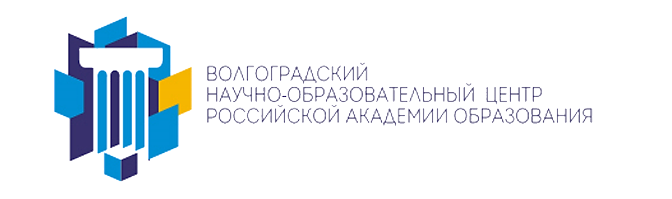 ВОЛГОГРАДСКИЙ
НАУЧНО-ОБРАЗОВАТЕЛЬНЫЙ ЦЕНТР
РОССИЙСКОЙ АКАДЕМИИ ОБРАЗОВАНИЯ